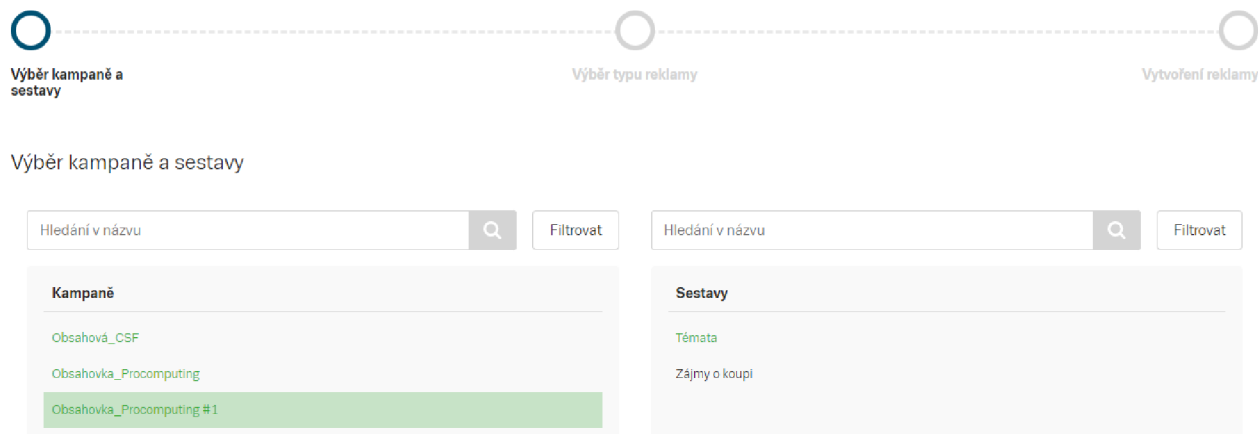 Výběr kampaně a
sestavy
Výběr typu reklamy
Vytvoření reklamy
Výběr kampaně a sestavy
Hledání v názvu
Filtrovat
Hledání v názvu
Filtrovat
Kampaně
Obsahová_CSF
Obsahovka_Procomputing
Obsahovka_Procomputing #1
Sestavy
Témata
Zájmy o koupi